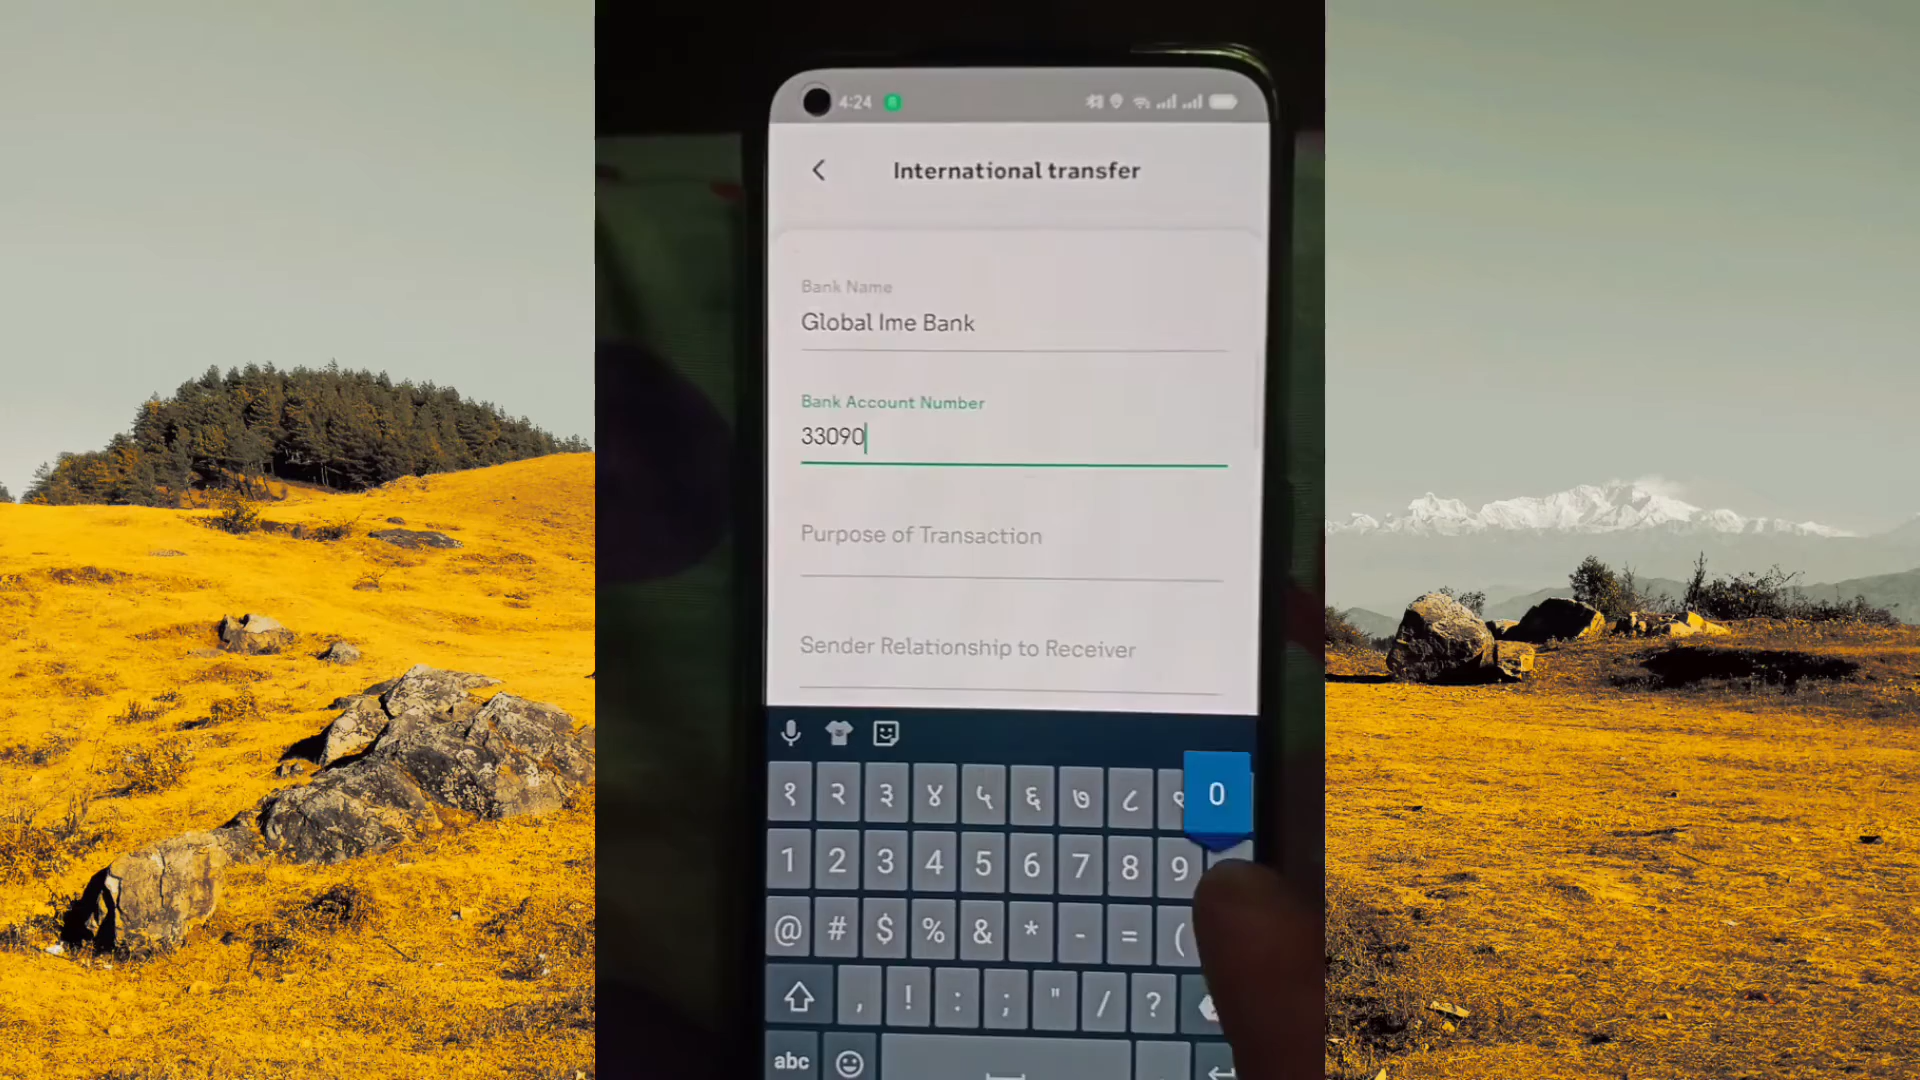 4:24
International transfer
Bank Name
Global Ime Bank
Bank Account Number
33090
Purpose of Transaction
Sender Relationship to Receiver
१ २ ३ ४ ५ ६ ७ ८ ९ 0
1 2 3 4 5 6 7 8 9
@ # $ % & * - = (
, ! : ; " / ?
abc